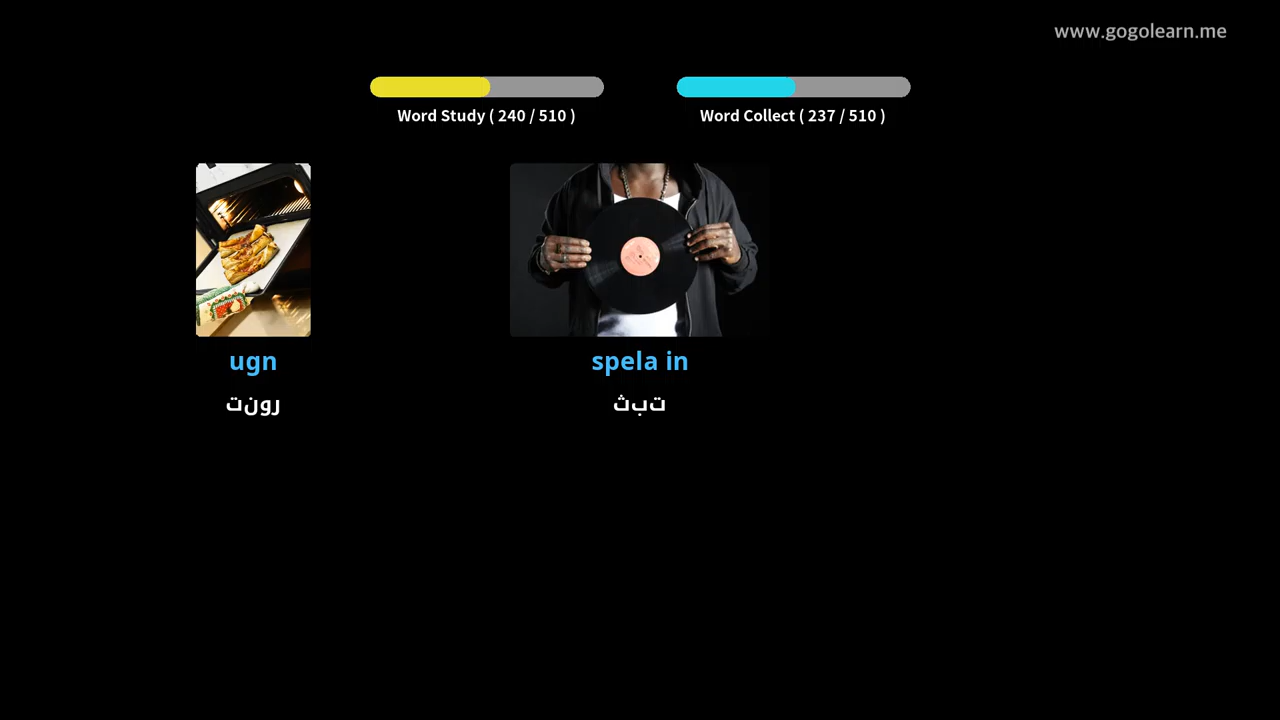 www.gogolearn.me
Word Study ( 240 / 510 )
Word Collect ( 237 / 510 )
ugn
رونت
spela in
تبث